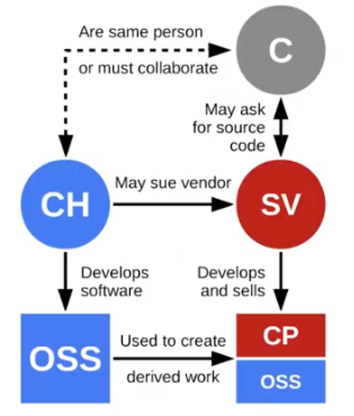 Are same person
or must collaborate
C
May ask
for source
code
CH
May sue vendor
SV
Develops
software
Develops
and sells
OSS
Used to create
derived work
CP
OSS